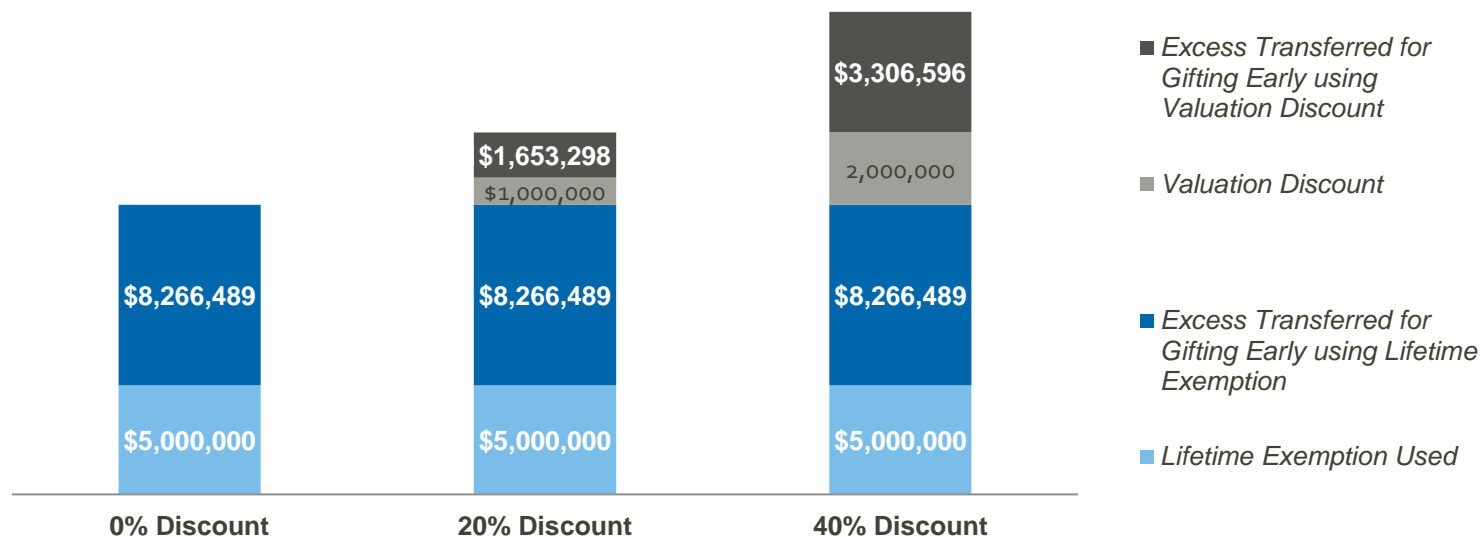 $3,306,596
$1,653,298
2,000,000
$1,000,000
$8,266,489
$8,266,489
$8,266,489
$5,000,000
$5,000,000
$5,000,000
0% Discount
20% Discount
40% Discount
Excess Transferred for
Gifting Early using
Valuation Discount
Valuation Discount
Excess Transferred for
Gifting Early using Lifetime
Exemption
Lifetime Exemption Used